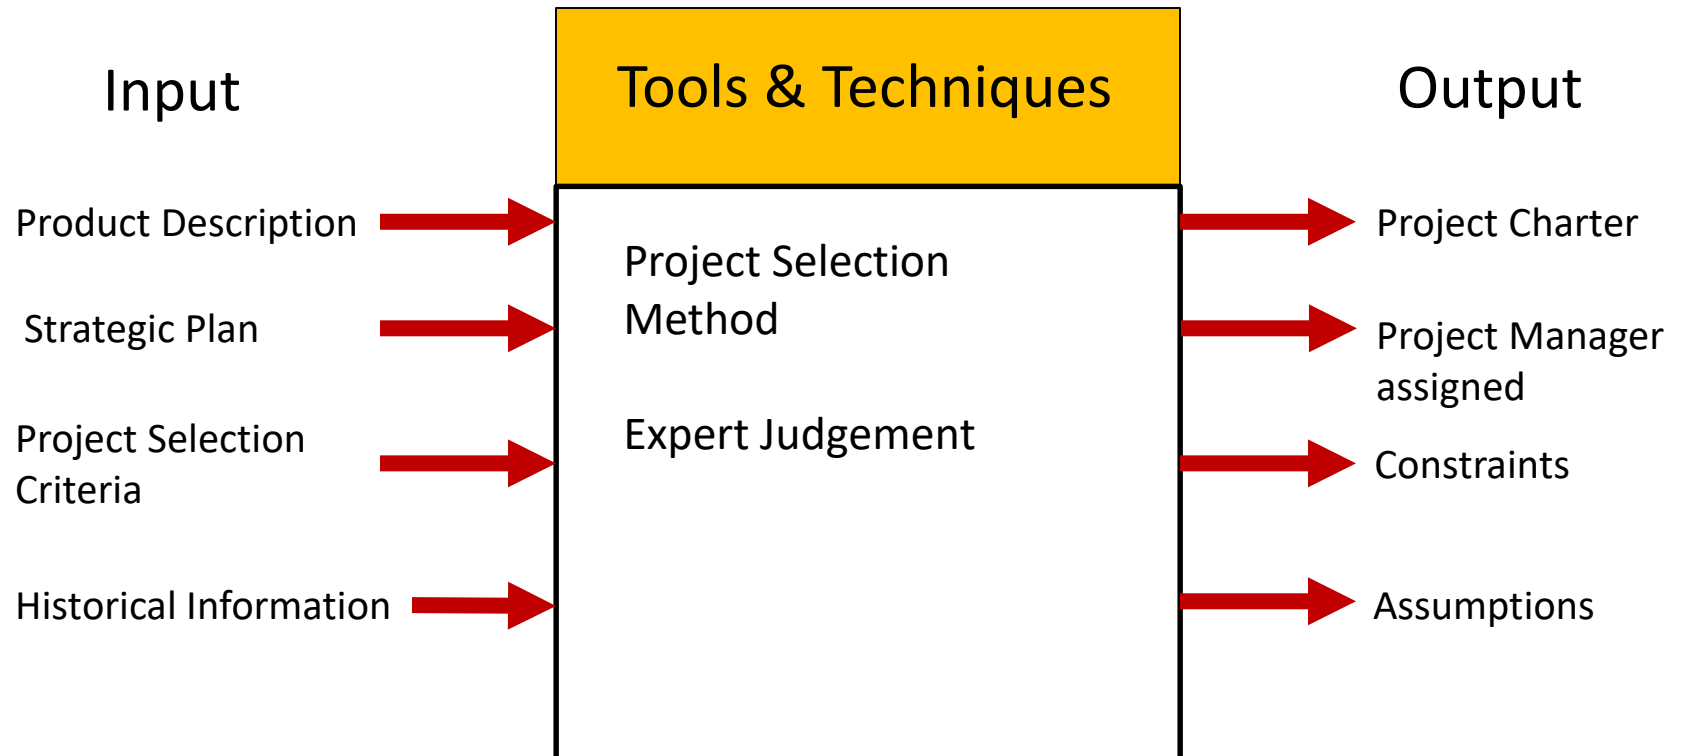 Input
Tools & Techniques
Output
Product Description
Strategic Plan
Project Selection
Criteria
Historical Information
Project Selection
Method
Expert Judgement
Project Charter
Project Manager
assigned
Constraints
Assumptions